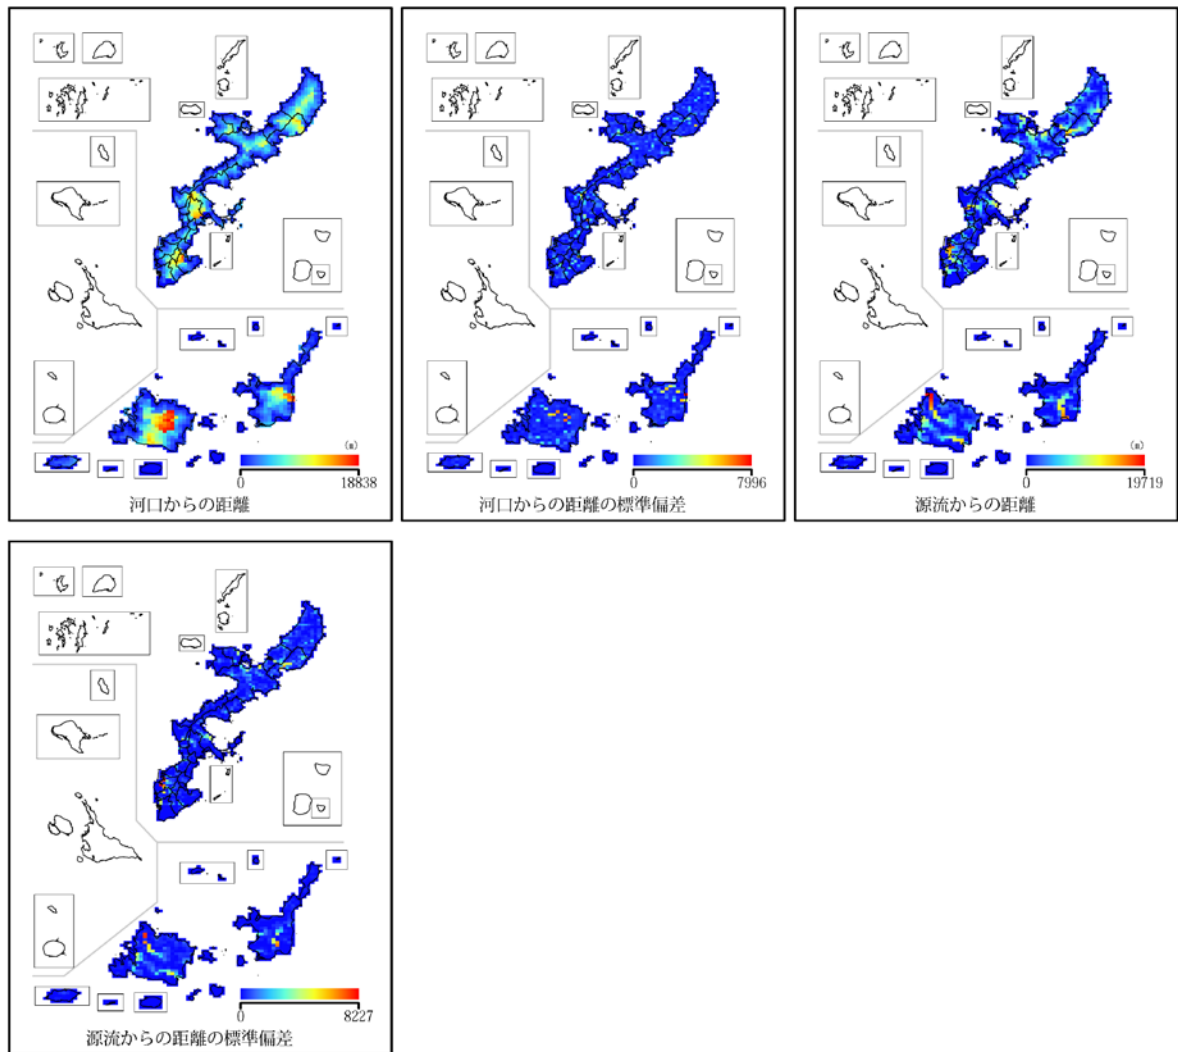 (m)
0 18838
河口からの距離
0 7996
河口からの距離の標準偏差
(m)
0 19719
源流からの距離
0 8227
源流からの距離の標準偏差